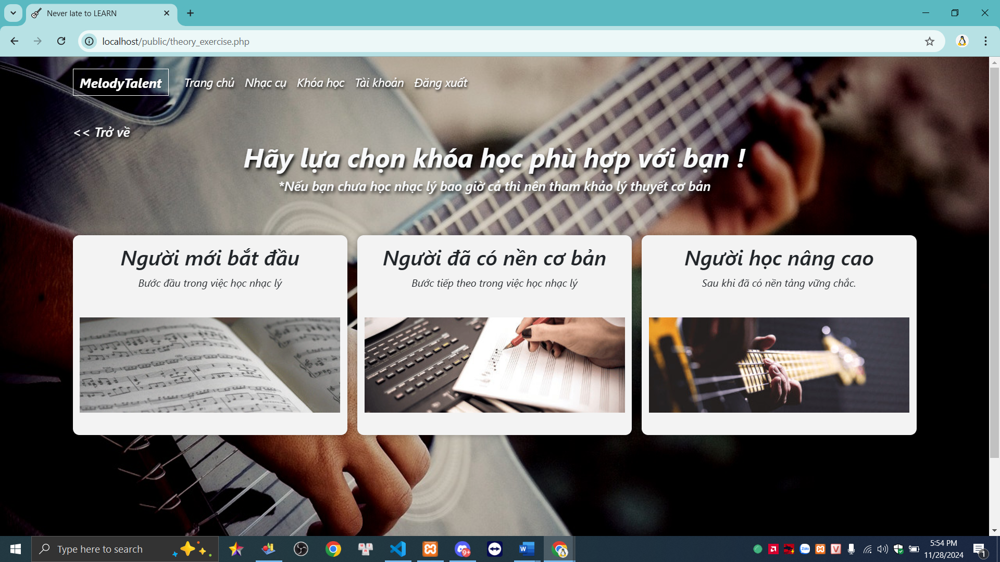 Never late to LEARN
localhost/public/theory_exercise.php
MelodyTalent Trang chủ Nhạc cụ Khóa học Tài khoản Đăng xuất
<< Trở về
Hãy lựa chọn khóa học phù hợp với bạn !
*Nếu bạn chưa học nhạc lý bao giờ cả thì nên tham khảo lý thuyết cơ bản
Người mới bắt đầu
Bước đầu trong việc học nhạc lý
Người đã có nền cơ bản
Bước tiếp theo trong việc học nhạc lý
Người học nâng cao
Sau khi đã có nền tảng vững chắc.
Type here to search
9+
Zalo
5:54 PM
11/28/2024
1